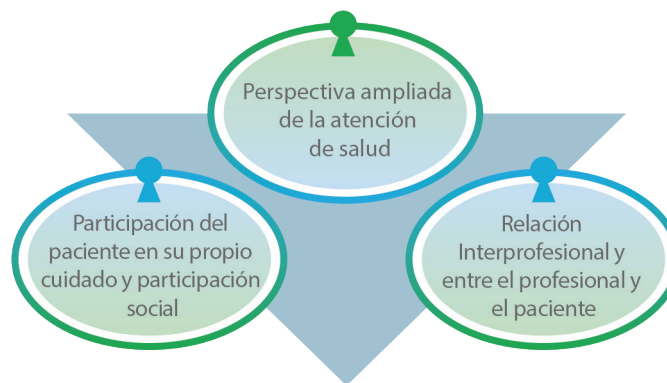 Perspectiva ampliada
de la atención
de salud
Participación del
paciente en su propio
cuidado y participación
social
Relación
Interprofesional y
entre el profesional y
el paciente